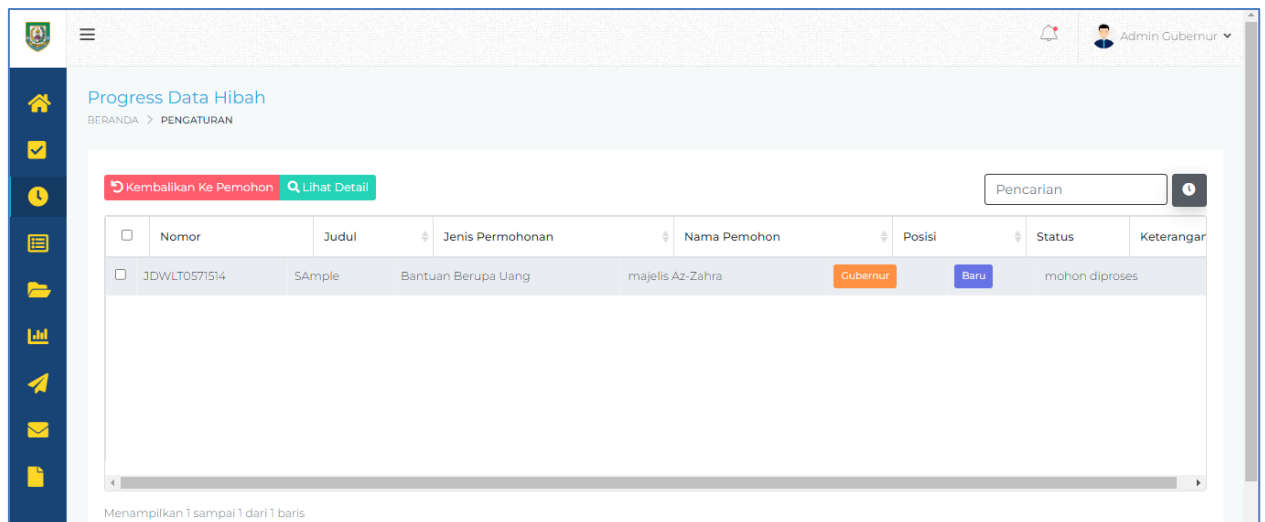 Admin Gubernur
Progress Data Hibah
BERANDA > PENGATURAN
Kembalikan Ke Pemohon Lihat Detail Pencarian
Nomor Judul Jenis Permohonan Nama Pemohon Posisi Status Keterangan
JDWLT0571514 SAmple Bantuan Berupa Uang majelis Az-Zahra Gubernur Baru mohon diproses
Menampilkan 1 sampai 1 dari 1 baris